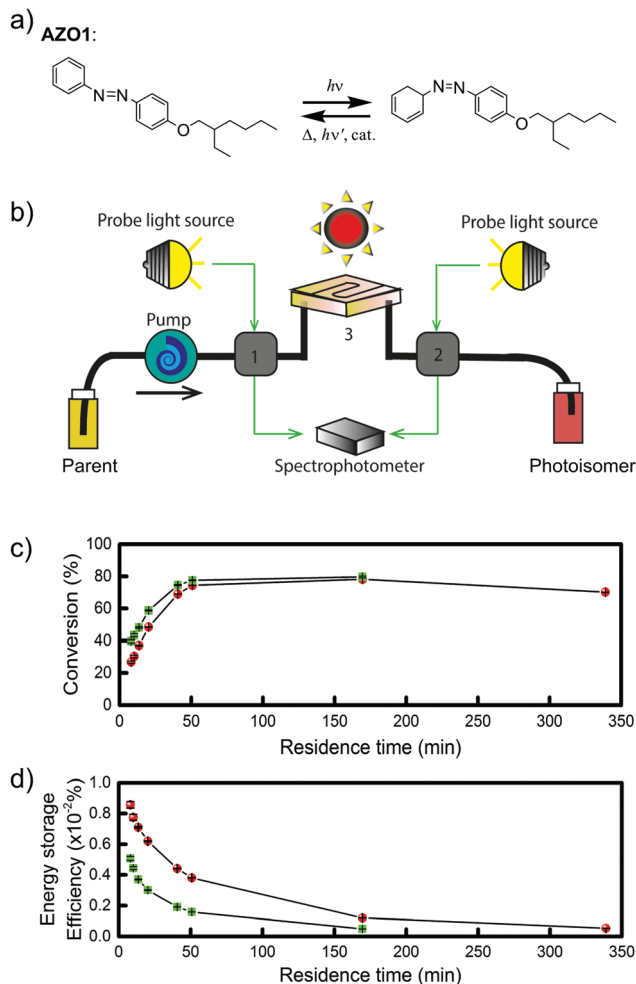 a)
AZO1:
N=N
O
hν
Δ, hν', cat.
N=N
O
b)
Probe light source
Probe light source
Pump
1
3
2
Parent
Spectrophotometer
Photoisomer
c)
Conversion (%)
100
80
60
40
20
0
0 50 100 150 200 250 300 350
Residence time (min)
d)
Energy storage
Efficiency (x10⁻²%)
1.0
0.8
0.6
0.4
0.2
0.0
0 50 100 150 200 250 300 350
Residence time (min)